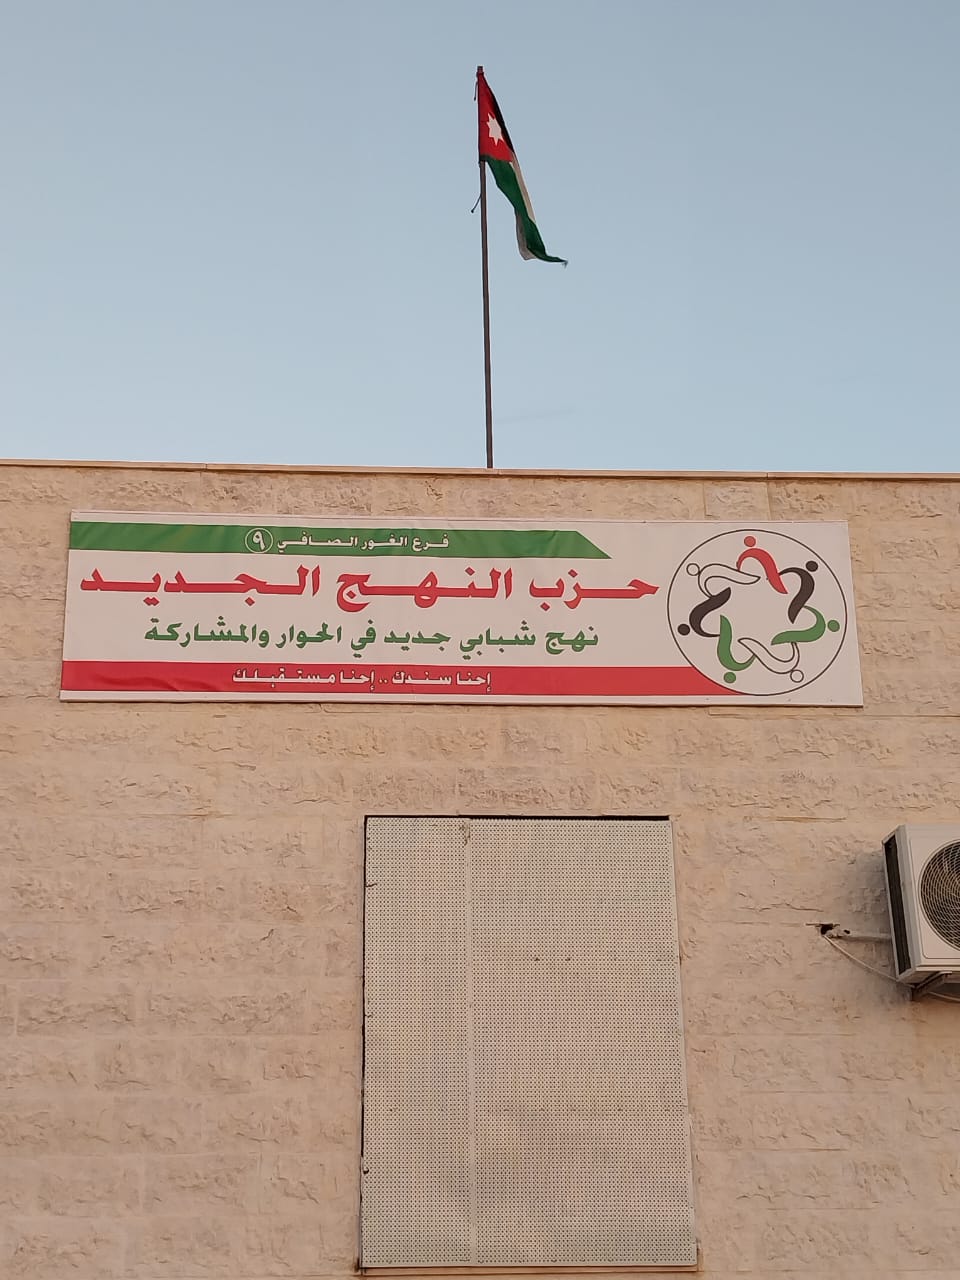 فرع الغور الصافي ٩
حزب النهج الجديد
نهج شبابي جديد في الحوار والمشاركة
إحنا سندك .. إحنا مستقبلك